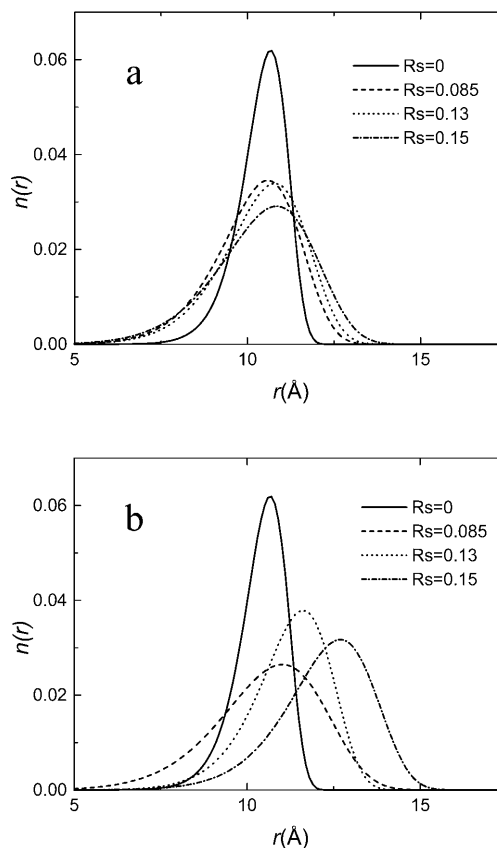 a
Rs=0
Rs=0.085
Rs=0.13
Rs=0.15
0.06
0.04
0.02
0.00
n(r)
5 10 15
r(Å)
b
Rs=0
Rs=0.085
Rs=0.13
Rs=0.15
0.06
0.04
0.02
0.00
n(r)
5 10 15
r(Å)